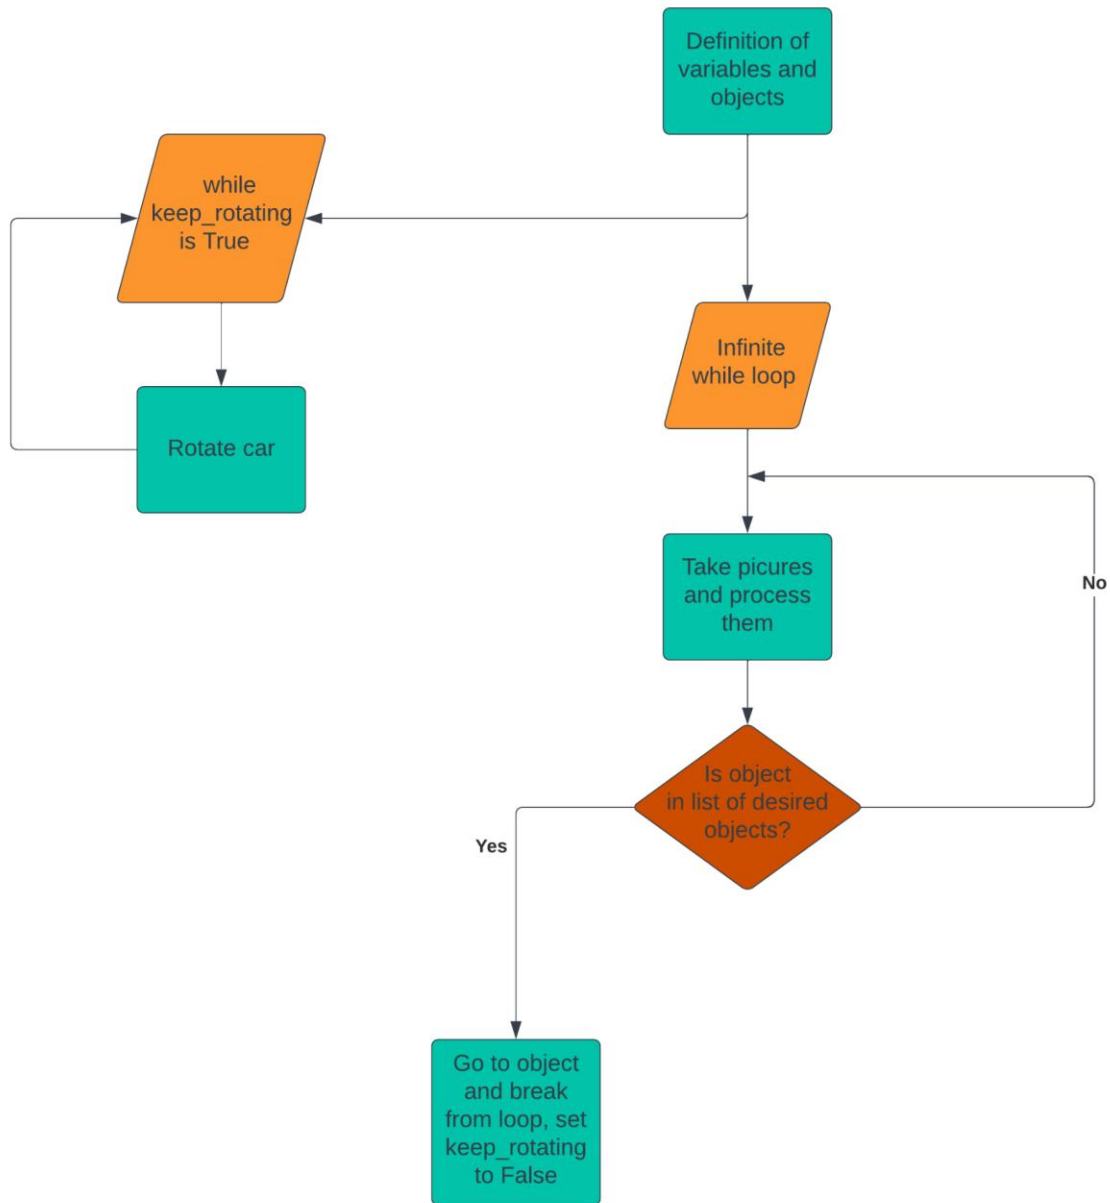 Definition of
variables and
objects
while
keep_rotating
is True
Infinite
while loop
Rotate car
Take picures
and process
them
No
Is object
in list of desired
objects?
Yes
Go to object
and break
from loop, set
keep_rotating
to False